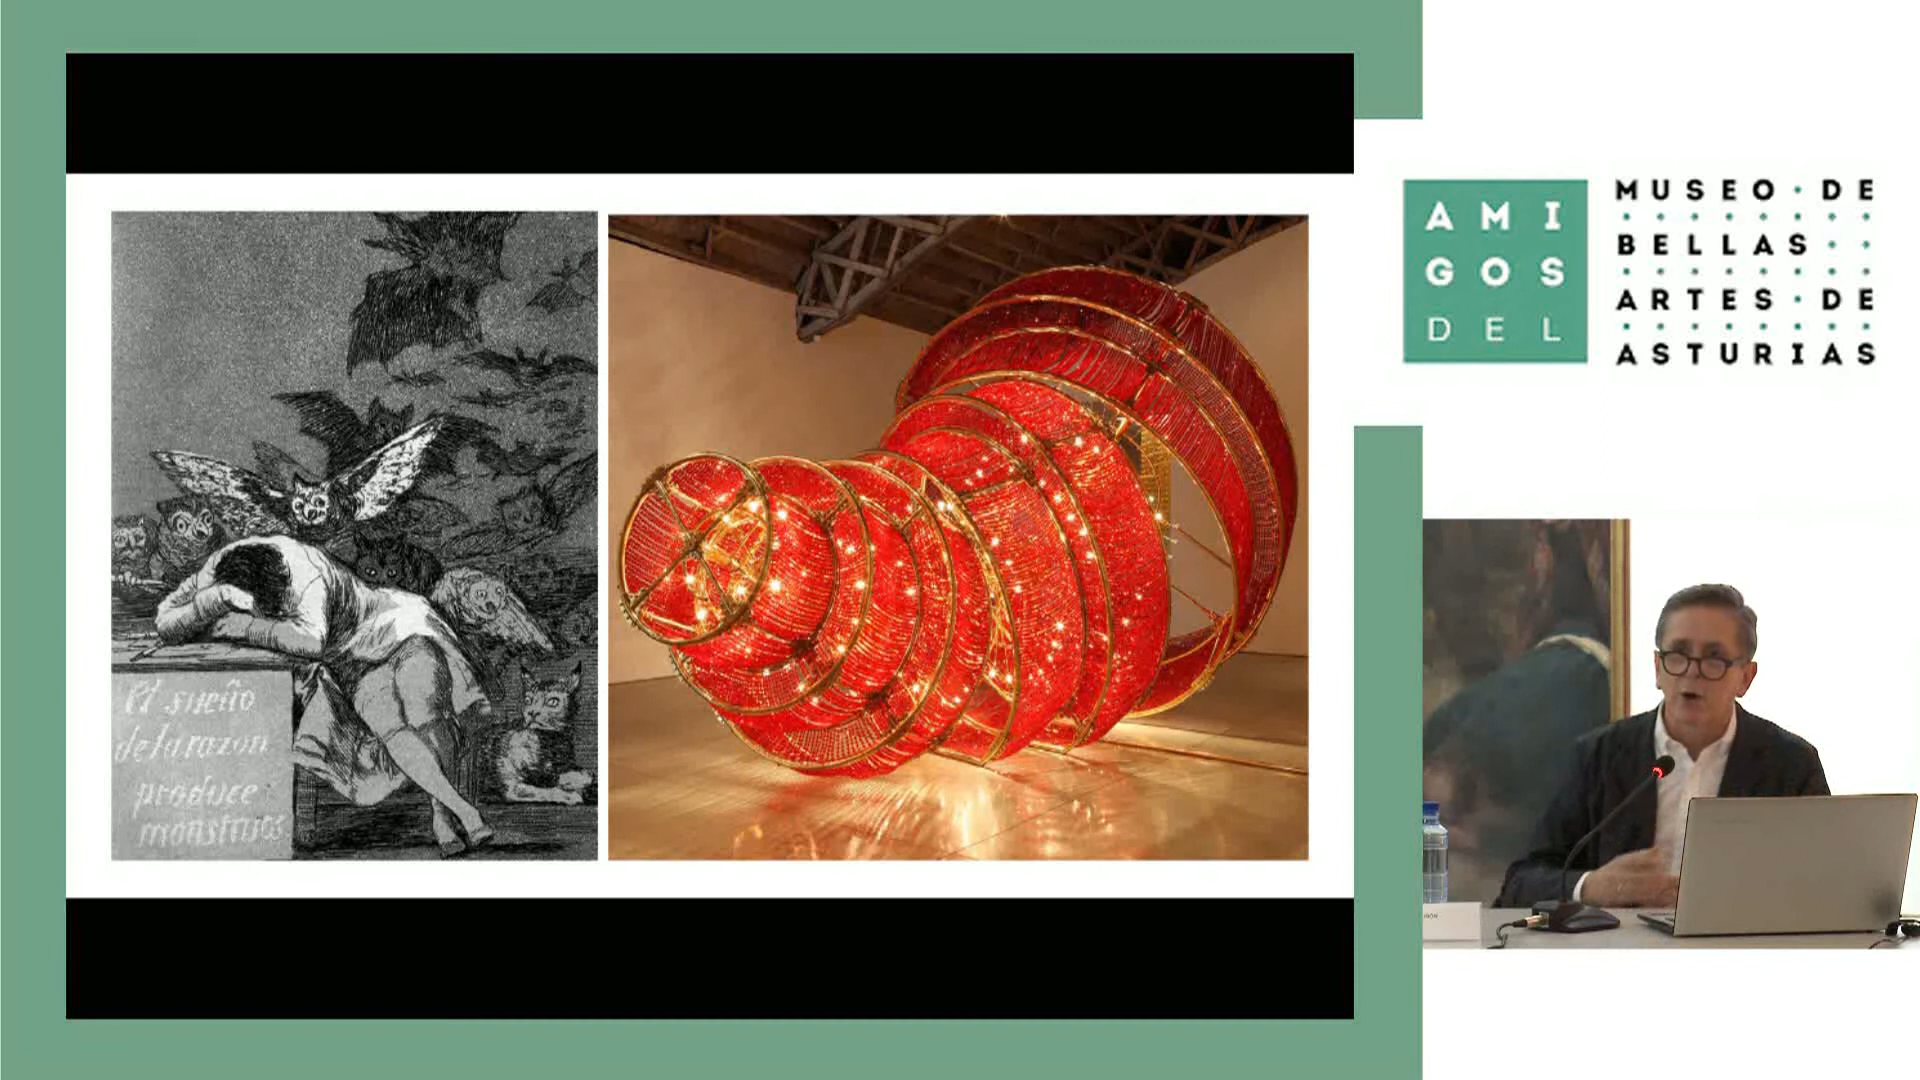 El sueño
de la razon
produce
monstruos
AMI
GOS
DEL
MUSEO · DE
BELLAS
ARTES · DE
ASTURIAS